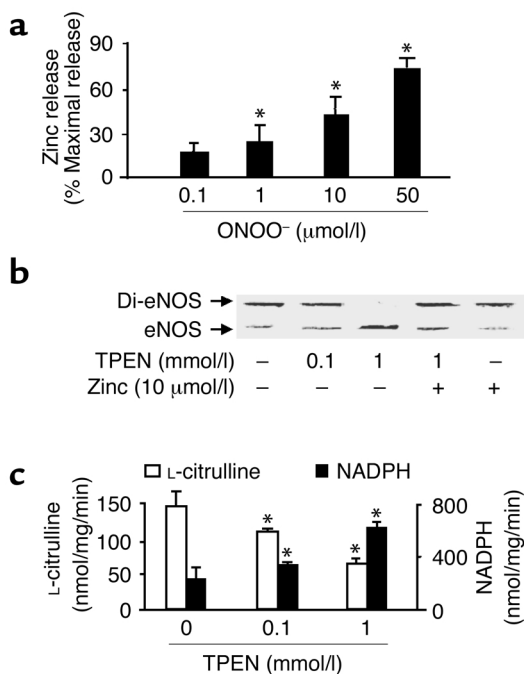 a
Zinc release
(% Maximal release)
90
60
30
0
* * *
0.1 1 10 50
ONOO⁻ (μmol/l)
b
Di-eNOS
eNOS
TPEN (mmol/l) – 0.1 1 1 –
Zinc (10 μmol/l) – – – + +
c
L-citrulline NADPH
L-citrulline
(nmol/mg/min)
150
100
50
0
* * * *
800
400
0
NADPH
(nmol/mg/min)
0 0.1 1
TPEN (mmol/l)